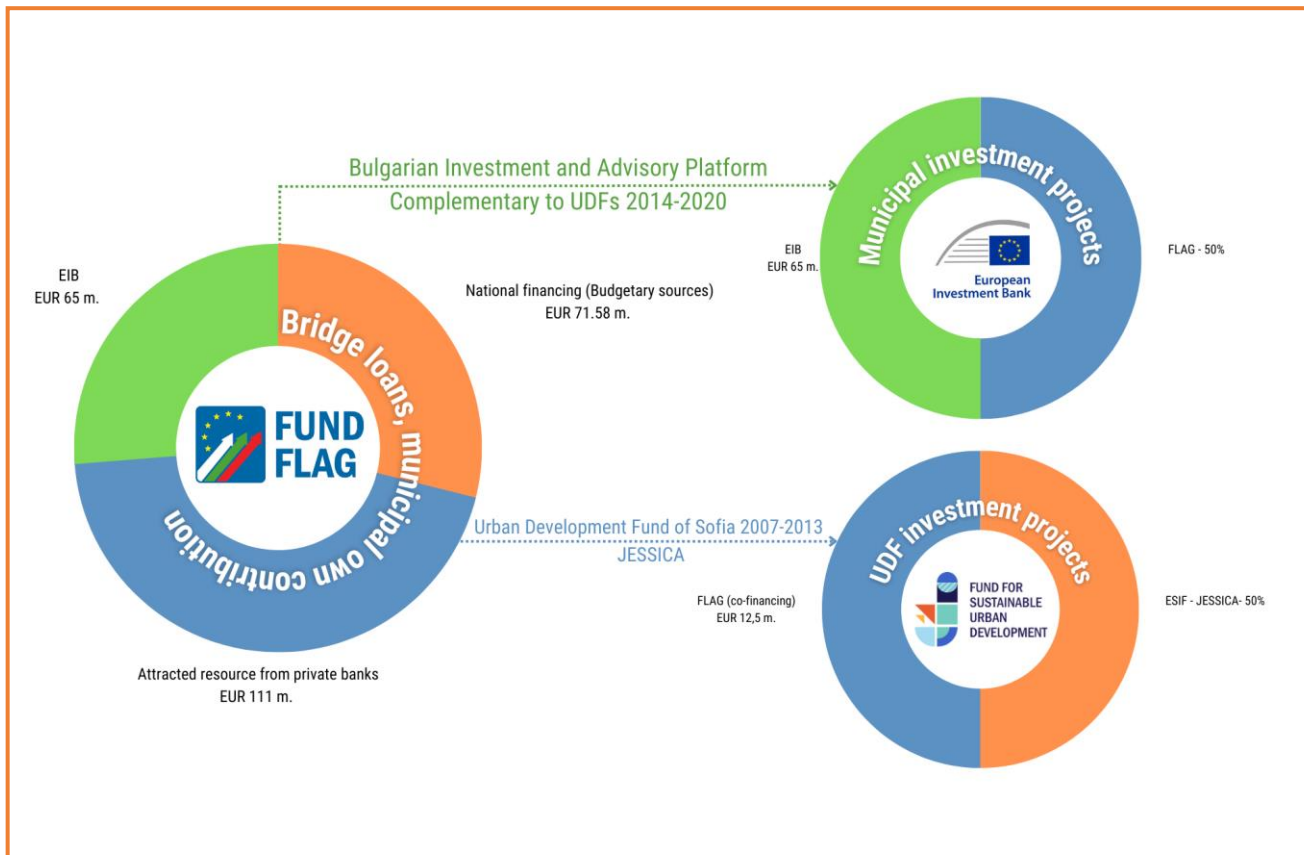 Bulgarian Investment and Advisory Platform
Complementary to UDFs 2014-2020
EIB
EUR 65 m.
National financing (Budgetary sources)
EUR 71.58 m.
Bridge loans, municipal own contribution
FUND
FLAG
Attracted resource from private banks
EUR 111 m.
Municipal investment projects
EIB
EUR 65 m.
European
Investment Bank
FLAG - 50%
Urban Development Fund of Sofia 2007-2013
JESSICA
UDF investment projects
FLAG (co-financing)
EUR 12,5 m.
FUND FOR
SUSTAINABLE
URBAN
DEVELOPMENT
ESIF - JESSICA- 50%